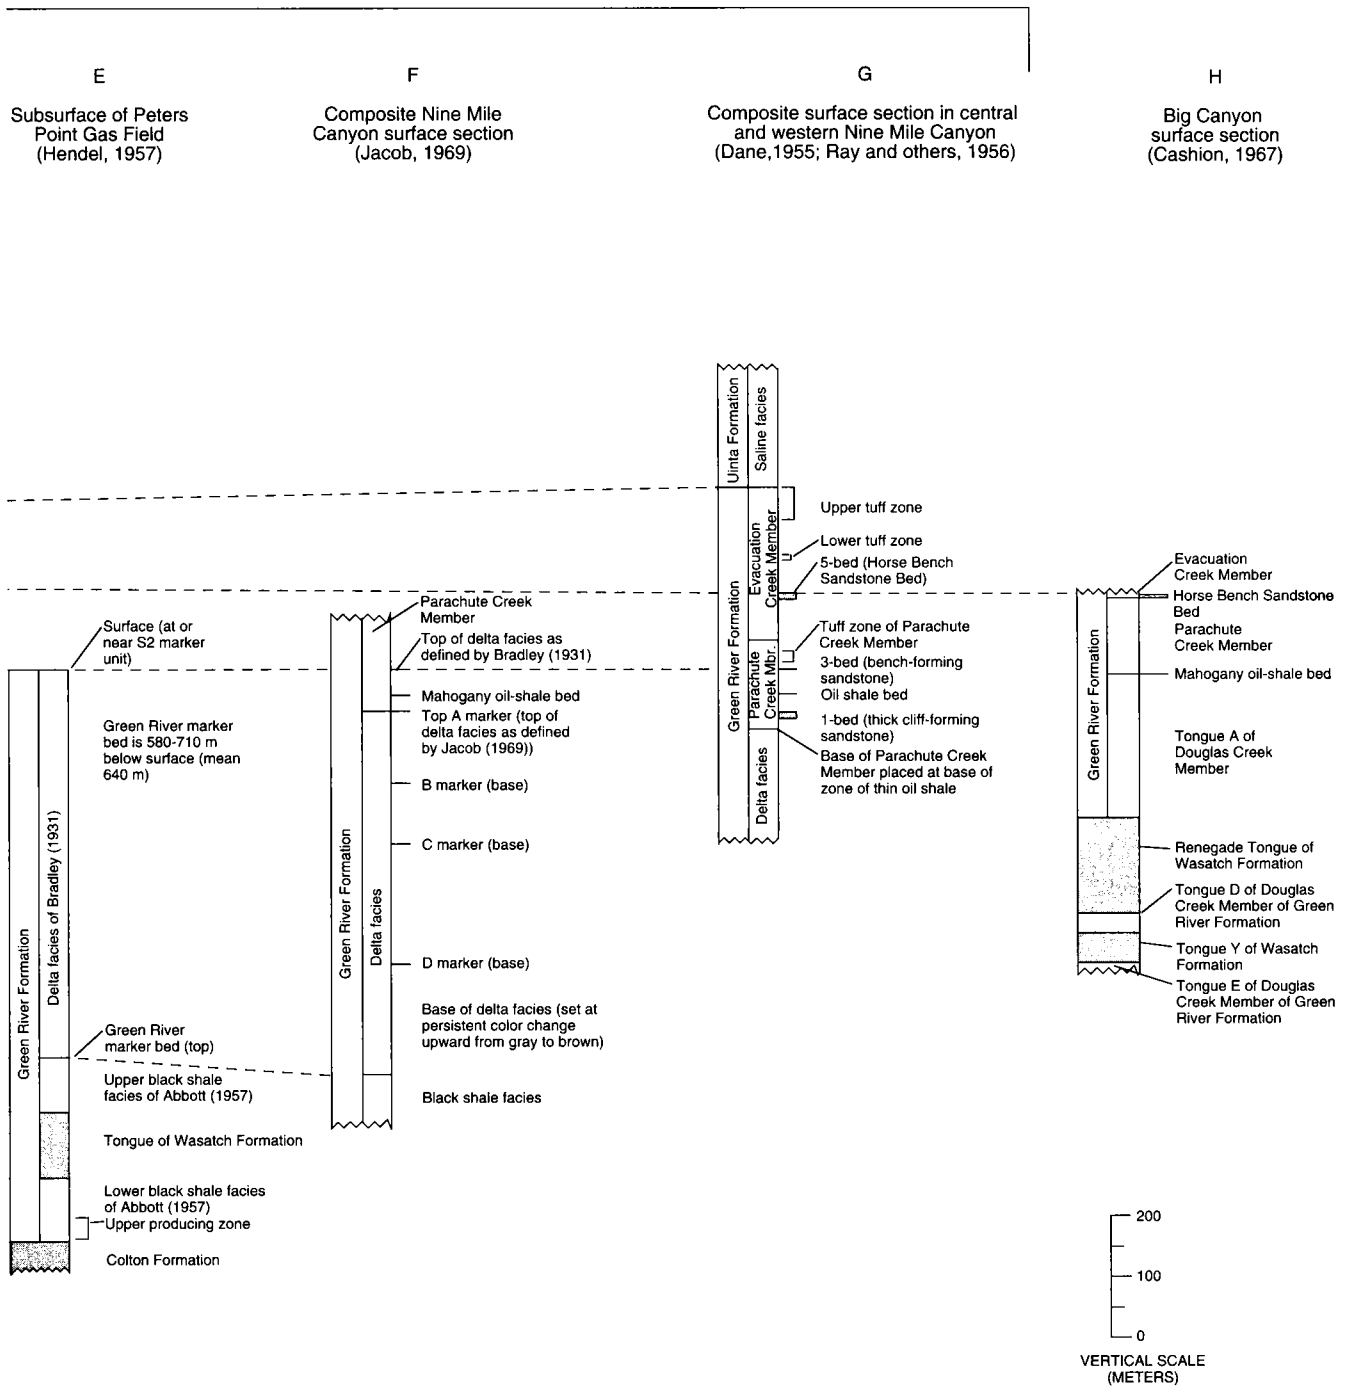 E
Subsurface of Peters
Point Gas Field
(Hendel, 1957)
F
Composite Nine Mile
Canyon surface section
(Jacob, 1969)
G
Composite surface section in central
and western Nine Mile Canyon
(Dane,1955; Ray and others, 1956)
H
Big Canyon
surface section
(Cashion, 1967)
Surface (at or
near S2 marker
unit)
Green River marker
bed is 580-710 m
below surface (mean
640 m)
Green River Formation
Delta facies of Bradley (1931)
Green River
marker bed (top)
Upper black shale
facies of Abbott (1957)
Tongue of Wasatch Formation
Lower black shale facies
of Abbott (1957)
Upper producing zone
Colton Formation
Parachute Creek
Member
Top of delta facies as
defined by Bradley (1931)
Mahogany oil-shale bed
Top A marker (top of
delta facies as defined
by Jacob (1969))
B marker (base)
C marker (base)
Green River Formation
Delta facies
D marker (base)
Base of delta facies (set at
persistent color change
upward from gray to brown)
Black shale facies
Uinta Formation
Saline facies
Green River Formation
Evacuation
Creek Member
Parachute
Creek Mbr.
Delta facies
Upper tuff zone
Lower tuff zone
5-bed (Horse Bench
Sandstone Bed)
Tuff zone of Parachute
Creek Member
3-bed (bench-forming
sandstone)
Oil shale bed
1-bed (thick cliff-forming
sandstone)
Base of Parachute Creek
Member placed at base of
zone of thin oil shale
Green River Formation
Evacuation
Creek Member
Horse Bench Sandstone
Bed
Parachute
Creek Member
Mahogany oil-shale bed
Tongue A of
Douglas Creek
Member
Renegade Tongue of
Wasatch Formation
Tongue D of Douglas
Creek Member of Green
River Formation
Tongue Y of Wasatch
Formation
Tongue E of Douglas
Creek Member of Green
River Formation
200
100
0
VERTICAL SCALE
(METERS)